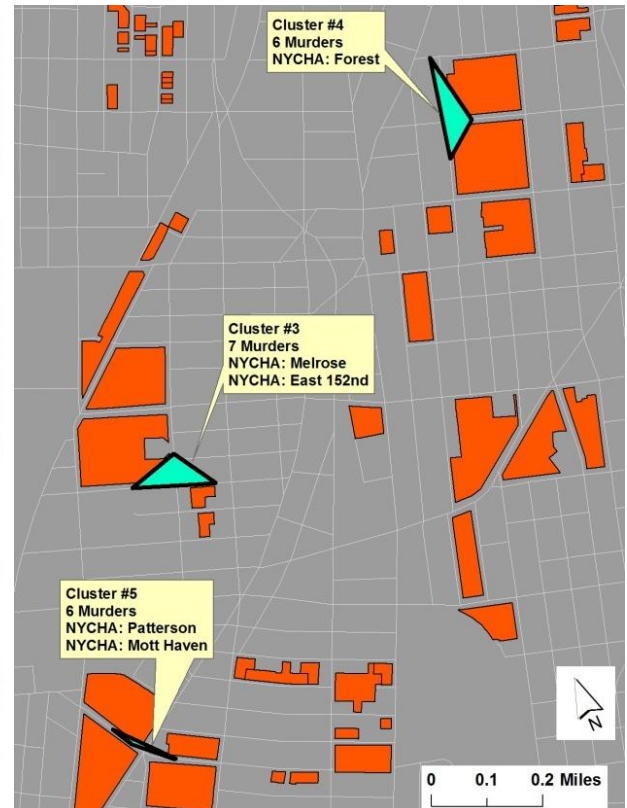 Cluster #4
6 Murders
NYCHA: Forest
Cluster #3
7 Murders
NYCHA: Melrose
NYCHA: East 152nd
Cluster #5
6 Murders
NYCHA: Patterson
NYCHA: Mott Haven
N
0 0.1 0.2 Miles